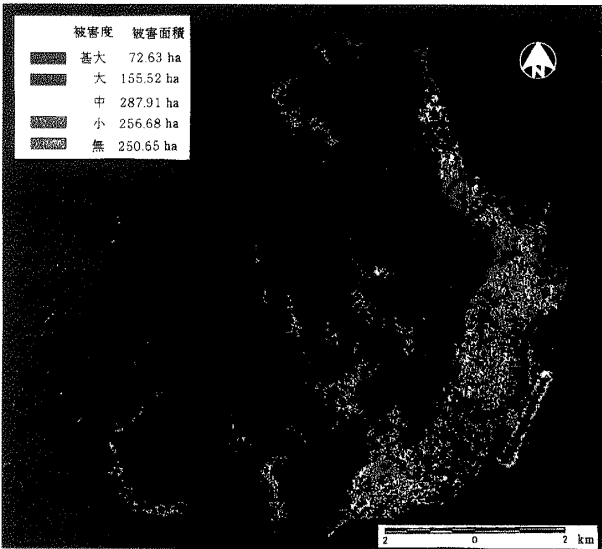 被害度 被害面積
甚大 72.63 ha
大 155.52 ha
中 287.91 ha
小 256.68 ha
無 250.65 ha
N
2 0 2 km